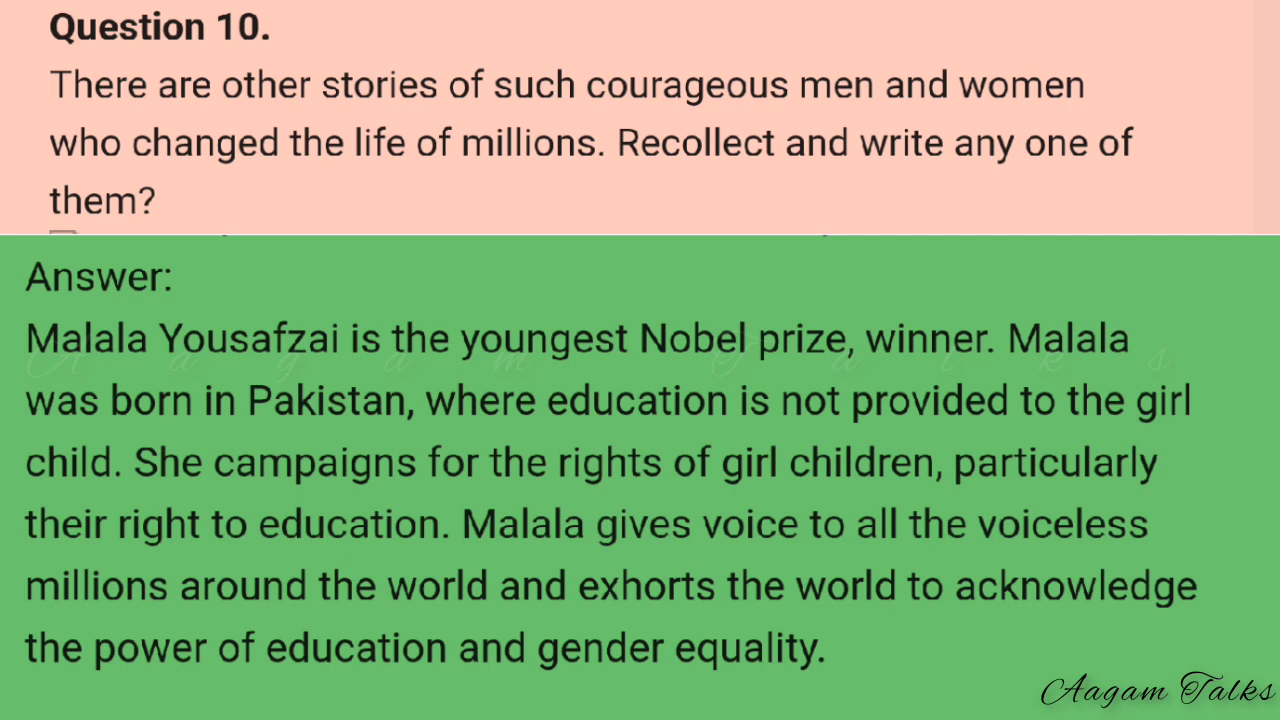 Question 10.
There are other stories of such courageous men and women
who changed the life of millions. Recollect and write any one of
them?
Answer:
Malala Yousafzai is the youngest Nobel prize, winner. Malala
Aagam Talks
was born in Pakistan, where education is not provided to the girl
child. She campaigns for the rights of girl children, particularly
their right to education. Malala gives voice to all the voiceless
millions around the world and exhorts the world to acknowledge
the power of education and gender equality.
Aagam Talks